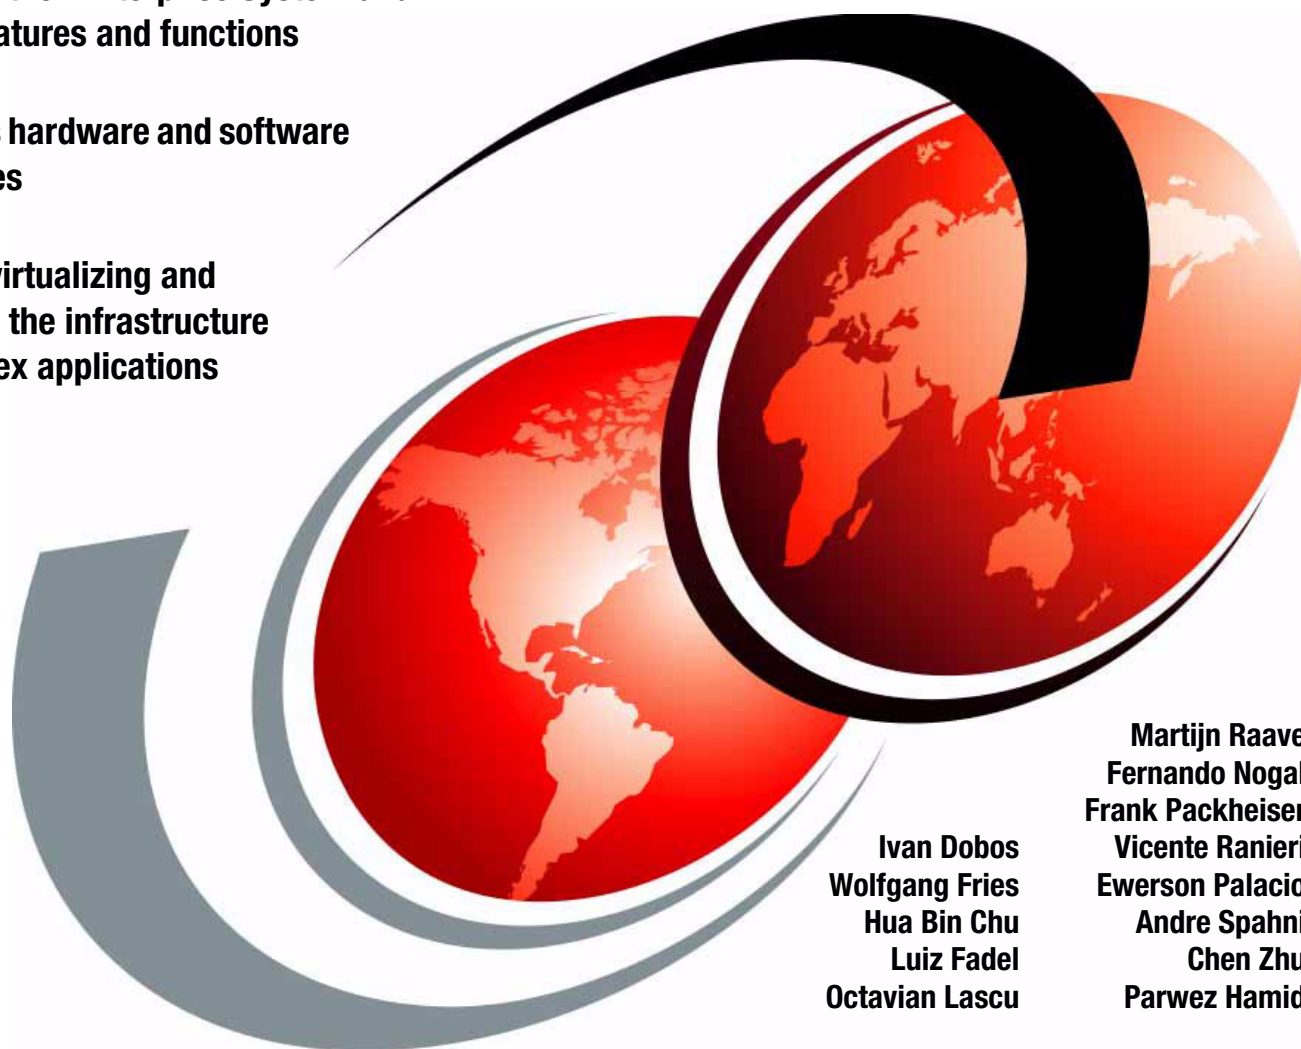 atures and functions
hardware and software
es
virtualizing and
the infrastructure
ex applications
Martijn Raave
Fernando Nogal
Frank Packheiser
Vicente Ranieri
Ewerson Palacio
Andre Spahni
Chen Zhu
Parwez Hamid
Ivan Dobos
Wolfgang Fries
Hua Bin Chu
Luiz Fadel
Octavian Lascu